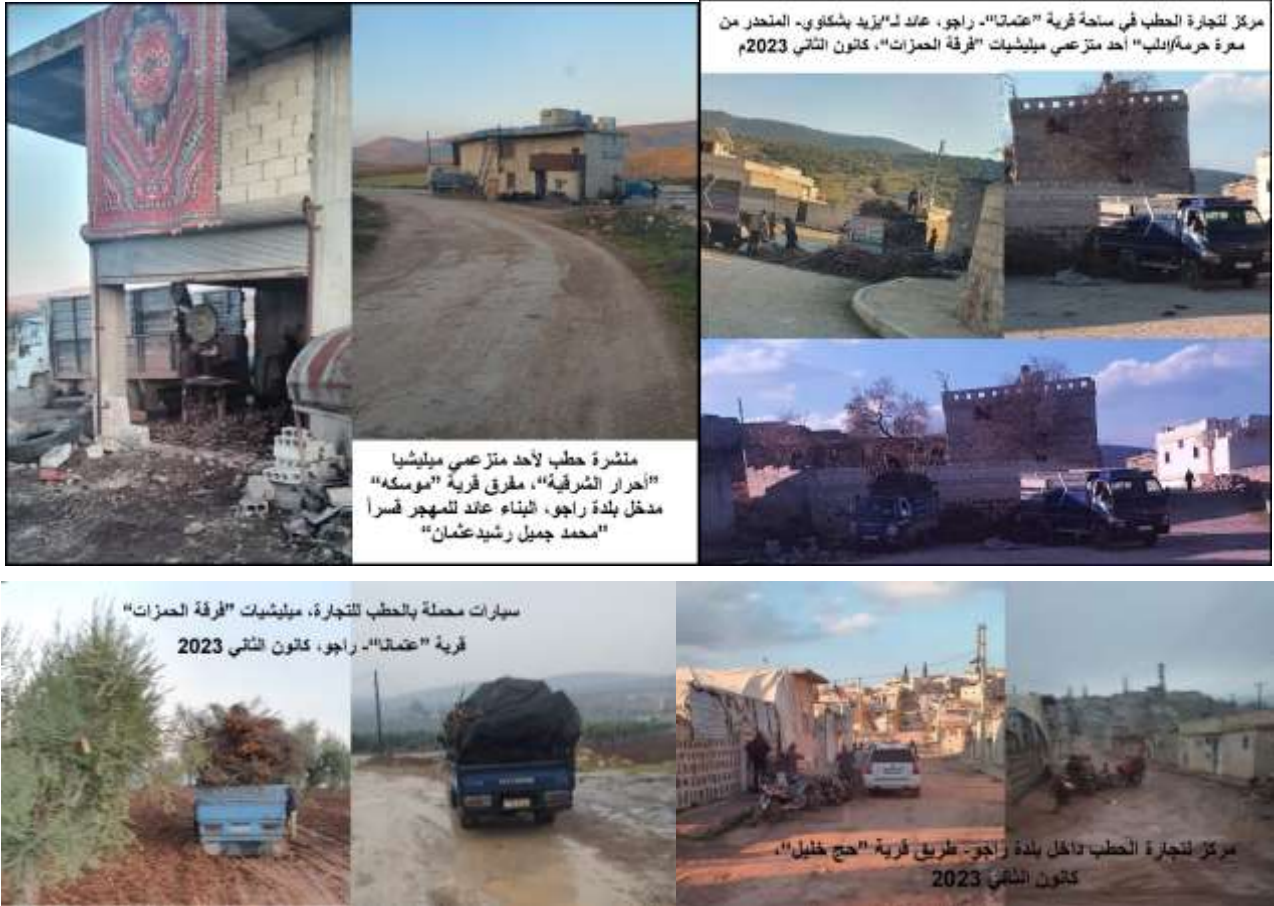 مركز لتجارة الحطب في ساحة قرية "عتمانا"- راجو، عائد لـ"يزيد بشكاوي- المنحدر من
معرة حرمة/إدلب" أحد متزعمي ميليشيات "فرقة الحمزات"، كانون الثاني 2023م
منشرة حطب لأحد متزعمي ميليشيا
"أحرار الشرقية"، مفرق قرية "موسكه"
مدخل بلدة راجو، البناء عائد للمهجر قسراً
"محمد جميل رشيدعثمان"
سيارات محملة بالحطب للتجارة، ميليشيات "فرقة الحمزات"
قرية "عتمانا"- راجو، كانون الثاني 2023
مركز لتجارة الحطب داخل بلدة راجو- طريق قرية "حج خليل"،
كانون الثاني 2023